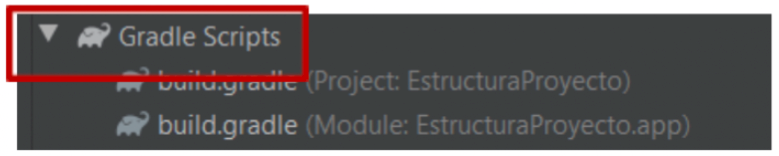 Gradle Scripts
build.gradle (Project: EstructuraProyecto)
build.gradle (Module: EstructuraProyecto.app)